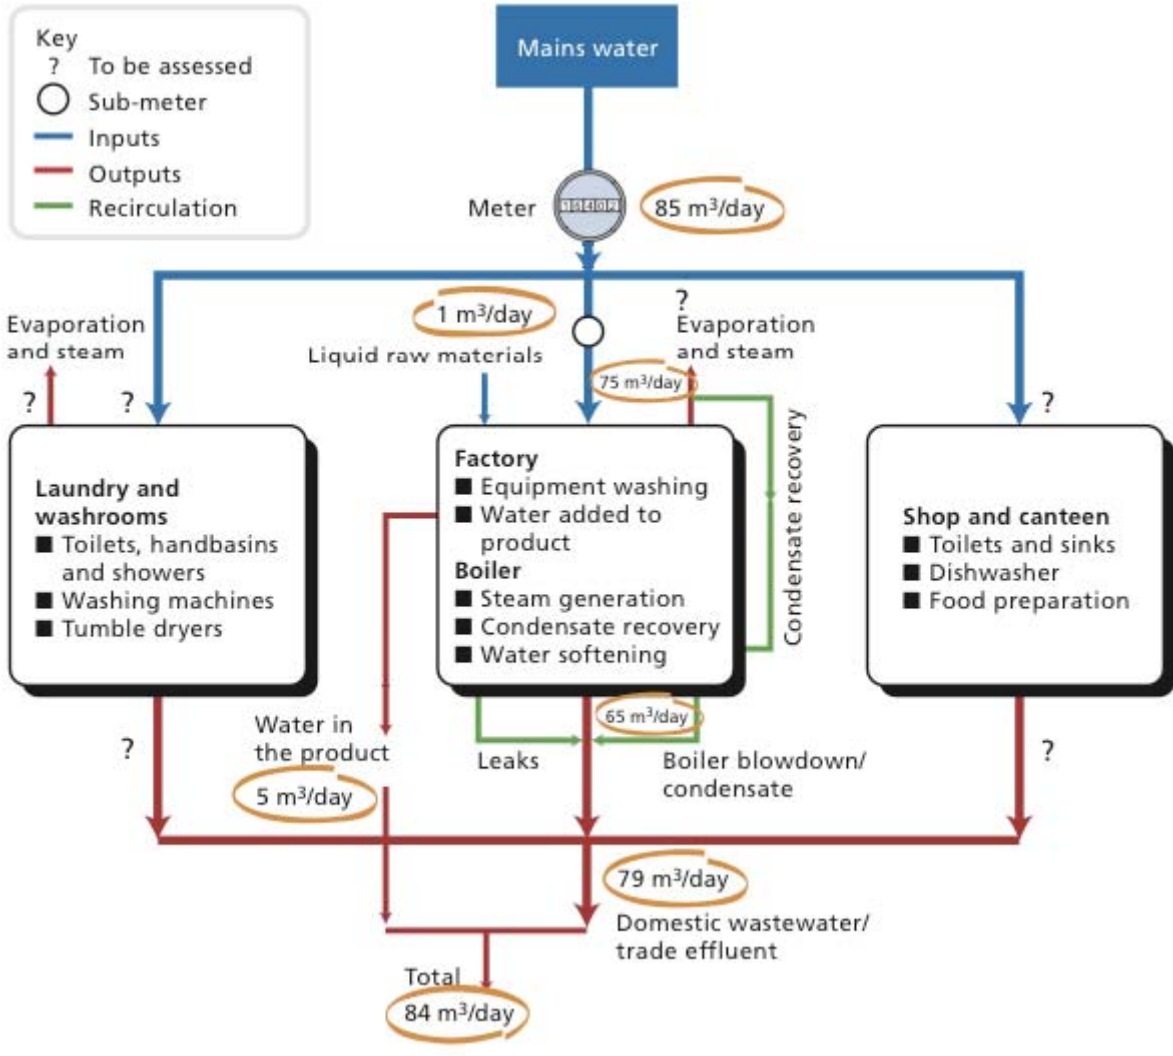 Key
? To be assessed
Sub-meter
Inputs
Outputs
Recirculation
Mains water
Meter
85 m³/day
Evaporation
and steam
?
?
1 m³/day
Liquid raw materials
75 m³/day
?
Evaporation
and steam
Condensate recovery
?
Laundry and
washrooms
■ Toilets, handbasins
and showers
■ Washing machines
■ Tumble dryers
Factory
■ Equipment washing
■ Water added to
product
Boiler
■ Steam generation
■ Condensate recovery
■ Water softening
Shop and canteen
■ Toilets and sinks
■ Dishwasher
■ Food preparation
?
Water in
the product
5 m³/day
Leaks
65 m³/day
Boiler blowdown/
condensate
?
79 m³/day
Domestic wastewater/
trade effluent
Total
84 m³/day